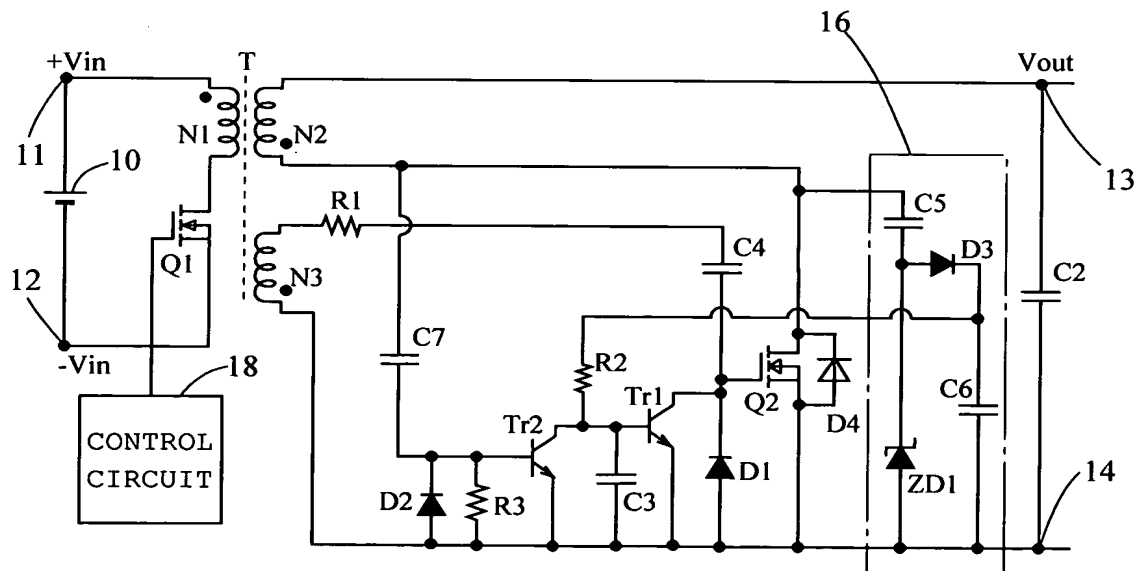 16
+Vin
T
Vout
11
10
N1
N2
13
R1
C5
Q1
C4
D3
12
N3
C2
-Vin
C7
18
R2
Tr1
Q2
D4
C6
CONTROL
CIRCUIT
Tr2
D2
R3
C3
D1
ZD1
14